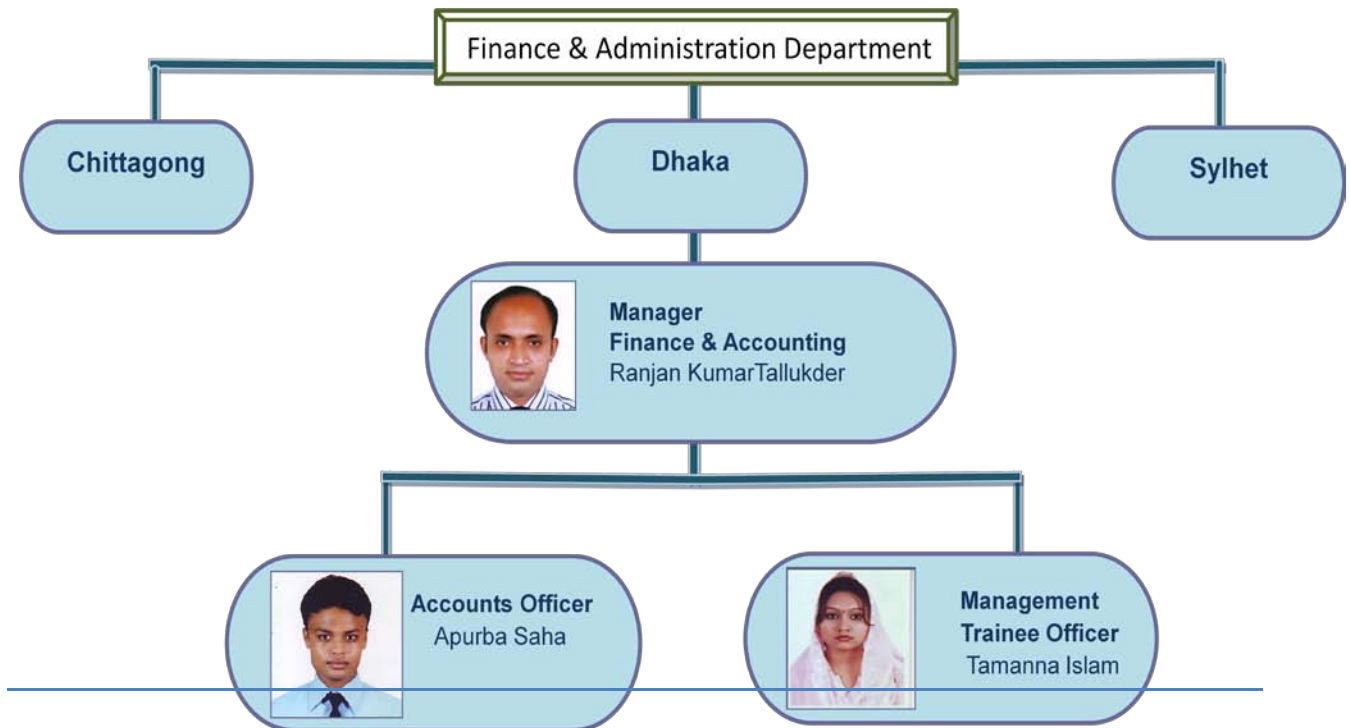 Finance & Administration Department
Chittagong
Dhaka
Sylhet
Manager
Finance & Accounting
Ranjan KumarTallukder
Accounts Officer
Apurba Saha
Management
Trainee Officer
Tamanna Islam